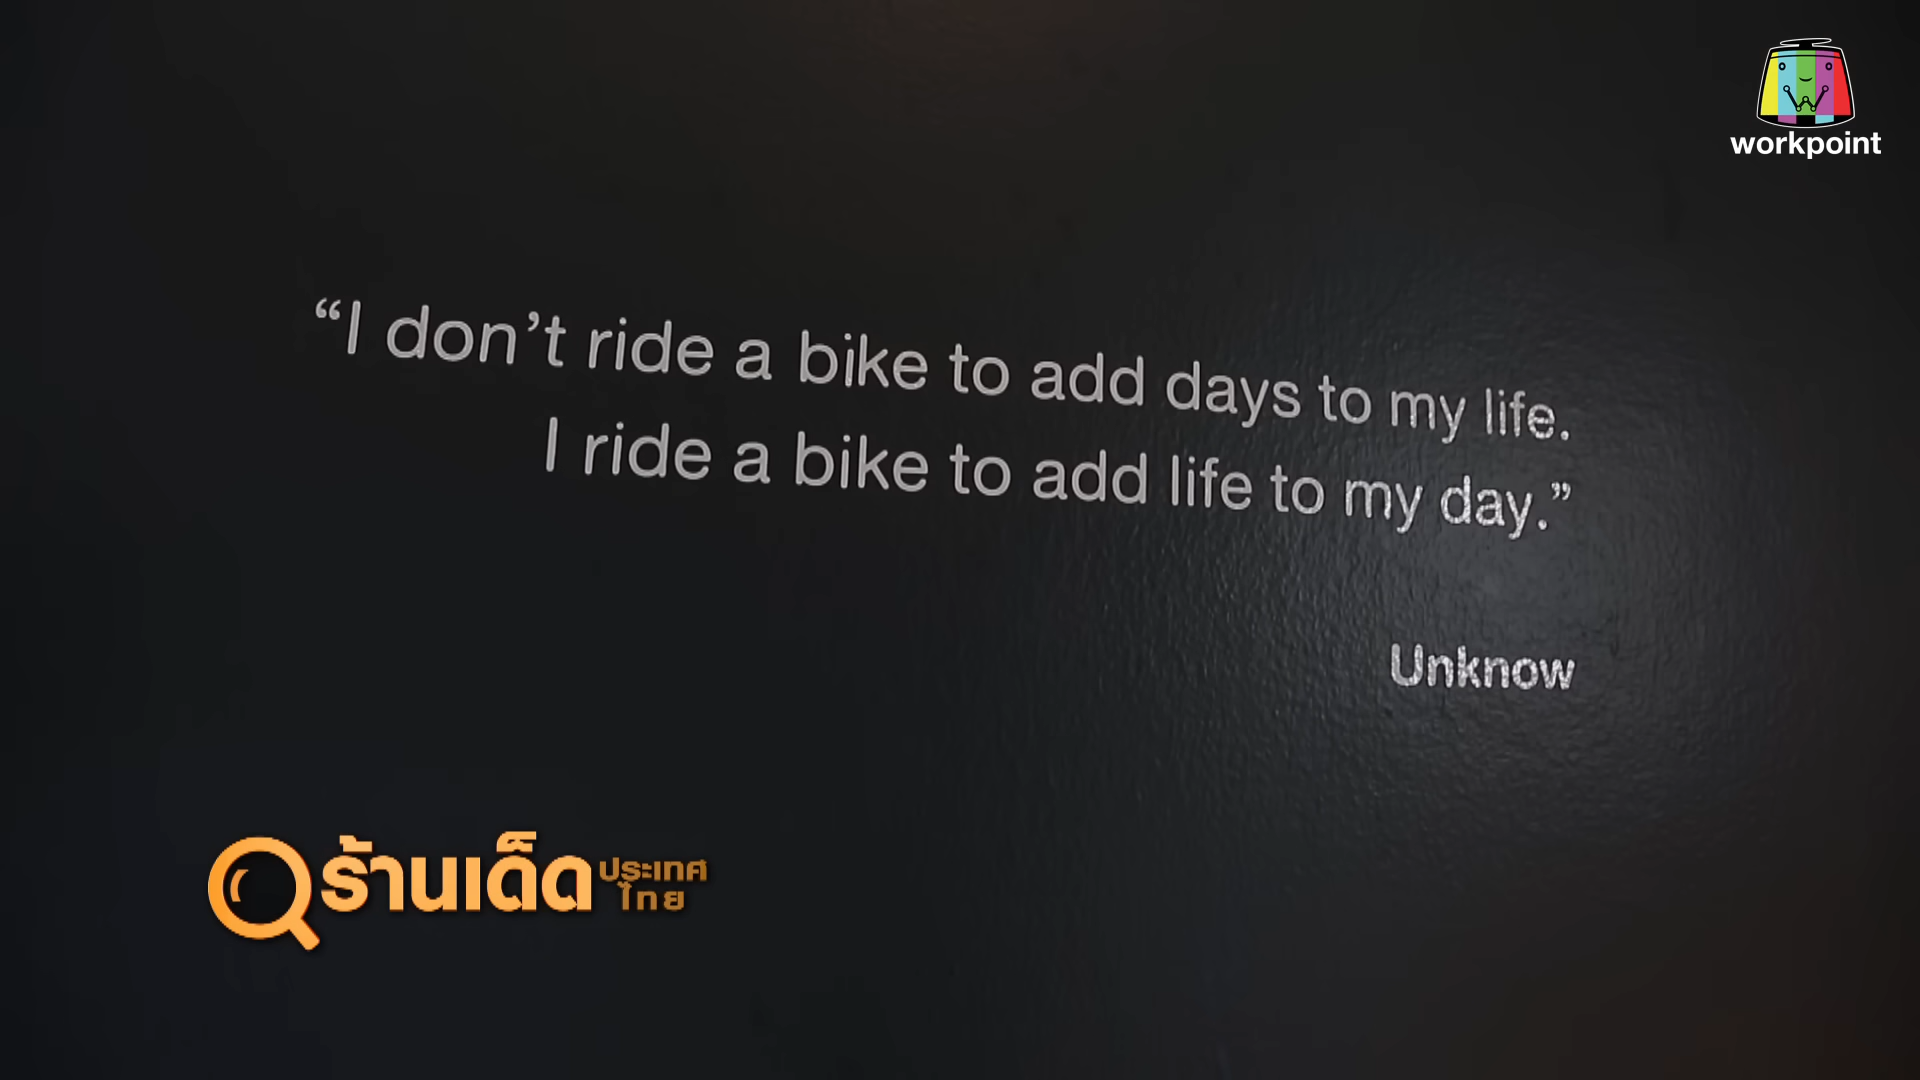 workpoint
“I don’t ride a bike to add days to my life.
I ride a bike to add life to my day.”
Unknow
ร้านเด็ดประเทศ
ไทย